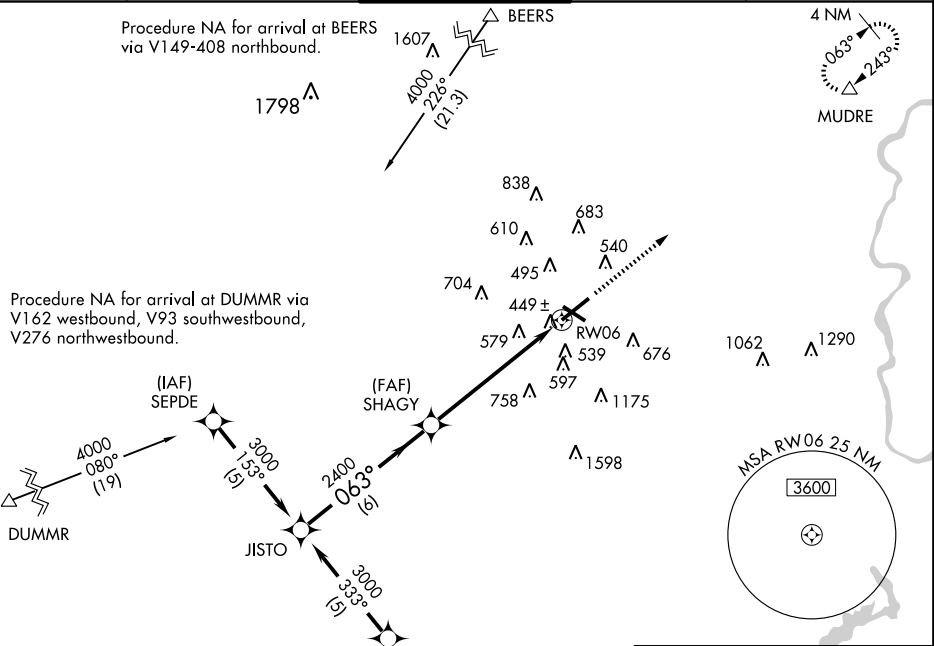 Procedure NA for arrival at BEERS
via V149-408 northbound.
BEERS
4 NM
063°
243°
MUDRE
1607
1798
4000
226°
(21.3)
838
683
610
540
495
704
449 ±
RW06
579
539
676
597
758
1175
1062
1290
1598
Procedure NA for arrival at DUMMR via
V162 westbound, V93 southwestbound,
V276 northwestbound.
(IAF)
SEPDE
(FAF)
SHAGY
4000
080°
(19)
DUMMR
3000
153°
(5)
2400
063°
(6)
JISTO
3000
333°
(5)
MSA RW06 25 NM
3600